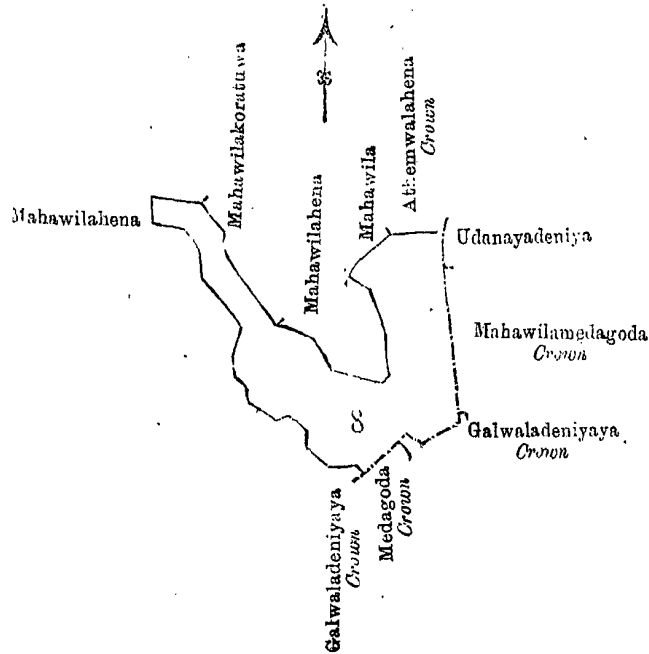 Mahawilakoratuwa
Mahawilahena
Mahawila
Athemwalahena
Crown
Mahawilahena
Udanayadeniya
Mahawilamedagoda
Crown
Galwaladeniyaya
Crown
Medagoda
Crown
Galwaladeniyaya
Crown